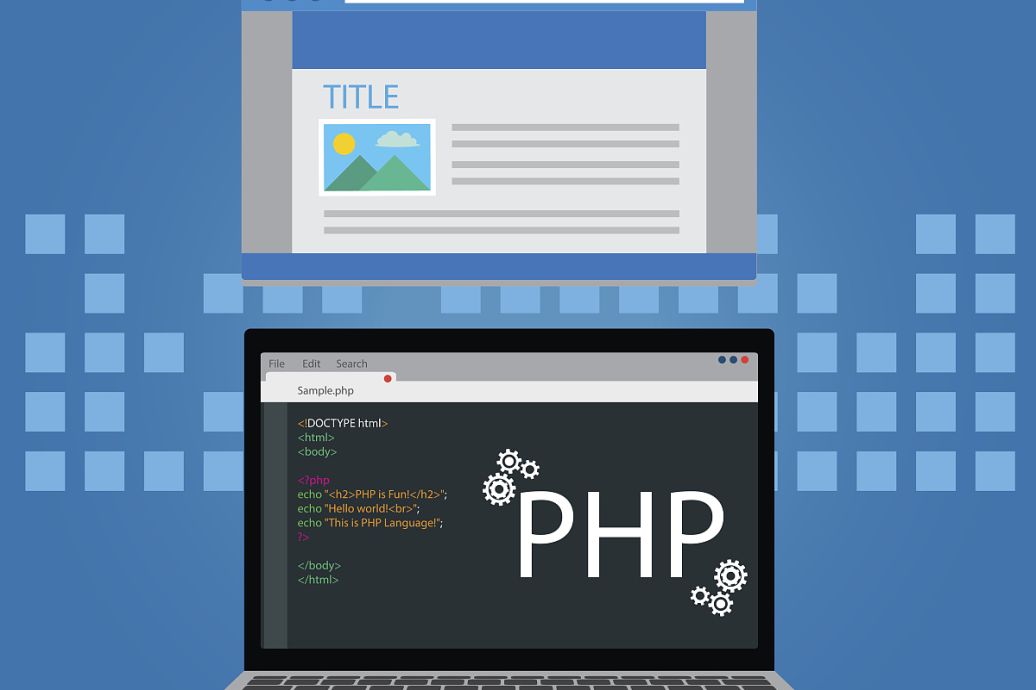 TITLE
File Edit Search
Sample.php
<!DOCTYPE html>
<html>
<body>
<?php
echo "<h2>PHP is Fun!</h2>";
echo "Hello world!<br>";
echo "This is PHP Language!";
?>
</body>
</html>
PHP